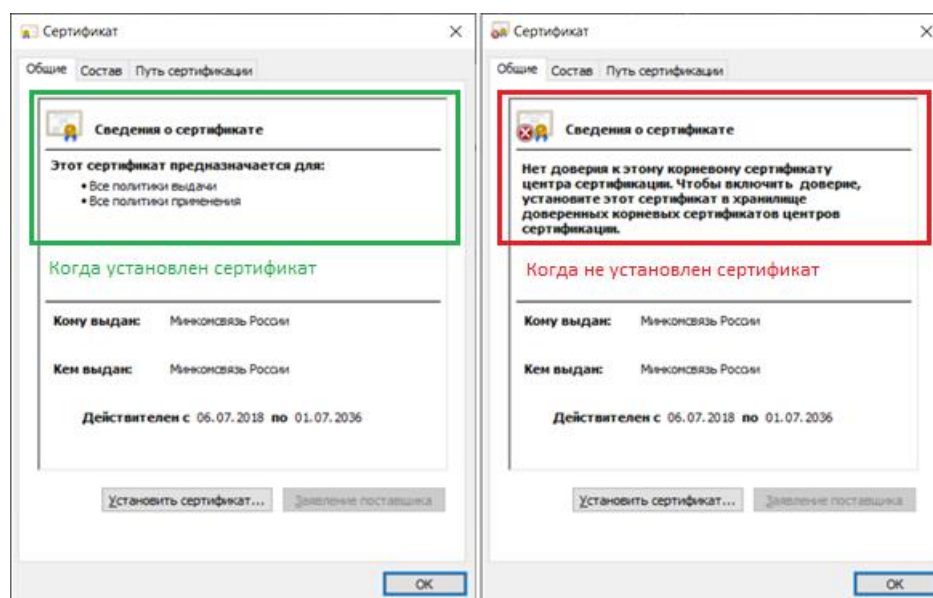 Сертификат
Общие Состав Путь сертификации
Сведения о сертификате
Этот сертификат предназначается для:
• Все политики выдачи
• Все политики применения
Когда установлен сертификат
Кому выдан: Минкомсвязь России
Кем выдан: Минкомсвязь России
Действителен с 06.07.2018 по 01.07.2036
Установить сертификат... Заявление поставщика
ОК
Сертификат
Общие Состав Путь сертификации
Сведения о сертификате
Нет доверия к этому корневому сертификату
центра сертификации. Чтобы включить доверие,
установите этот сертификат в хранилище
доверенных корневых сертификатов центров
сертификации.
Когда не установлен сертификат
Кому выдан: Минкомсвязь России
Кем выдан: Минкомсвязь России
Действителен с 06.07.2018 по 01.07.2036
Установить сертификат... Заявление поставщика
ОК